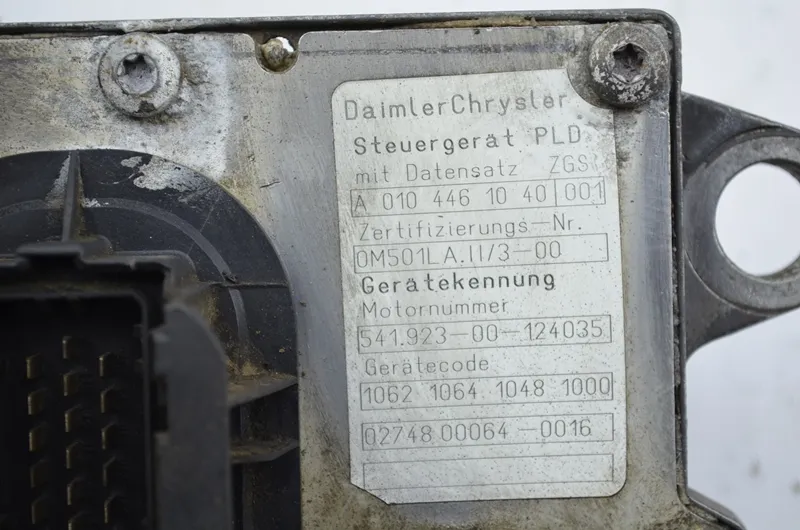 DaimlerChrysler
Steuergerät PLD
mit Datensatz ZGS
A 010 446 10 40 001
Zertifizierungs-Nr.
OM501LA.II/3-00
Gerätekennung
Motornummer
541.923-00-124035
Gerätecode
1062 1064 1048 1000
02748 00064-0016